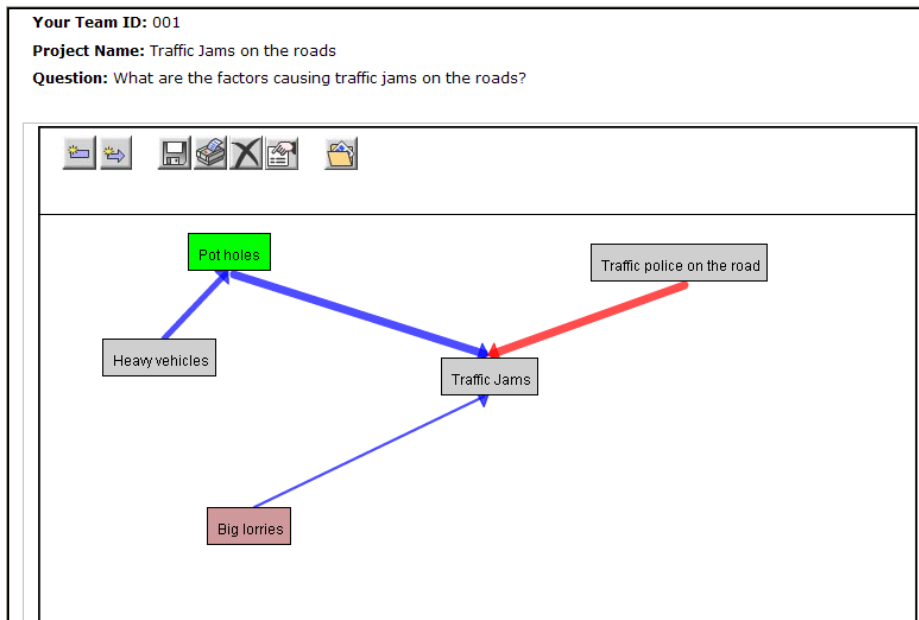 Your Team ID: 001
Project Name: Traffic Jams on the roads
Question: What are the factors causing traffic jams on the roads?
Pot holes
Traffic police on the road
Heavy vehicles
Traffic Jams
Big lorries